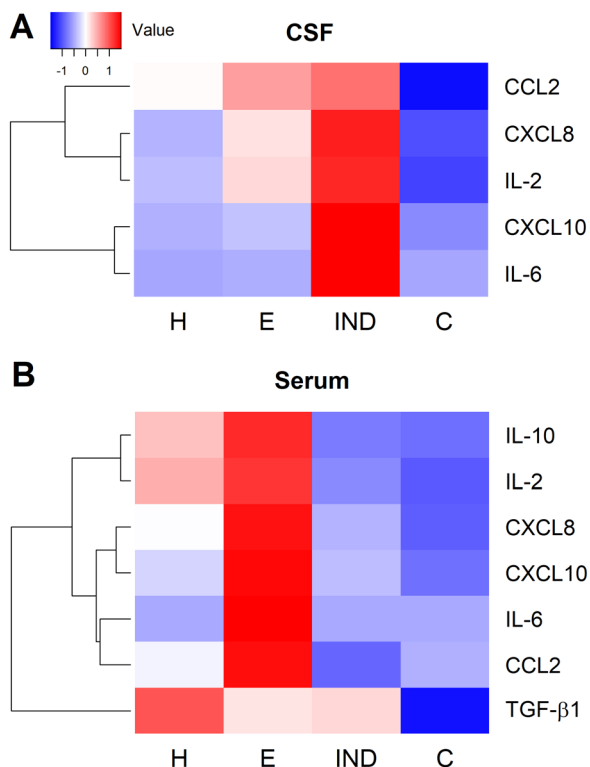 A
Value
CSF
-1 0 1
CCL2
CXCL8
IL-2
CXCL10
IL-6
H E IND C
B
Serum
IL-10
IL-2
CXCL8
CXCL10
IL-6
CCL2
TGF-β1
H E IND C